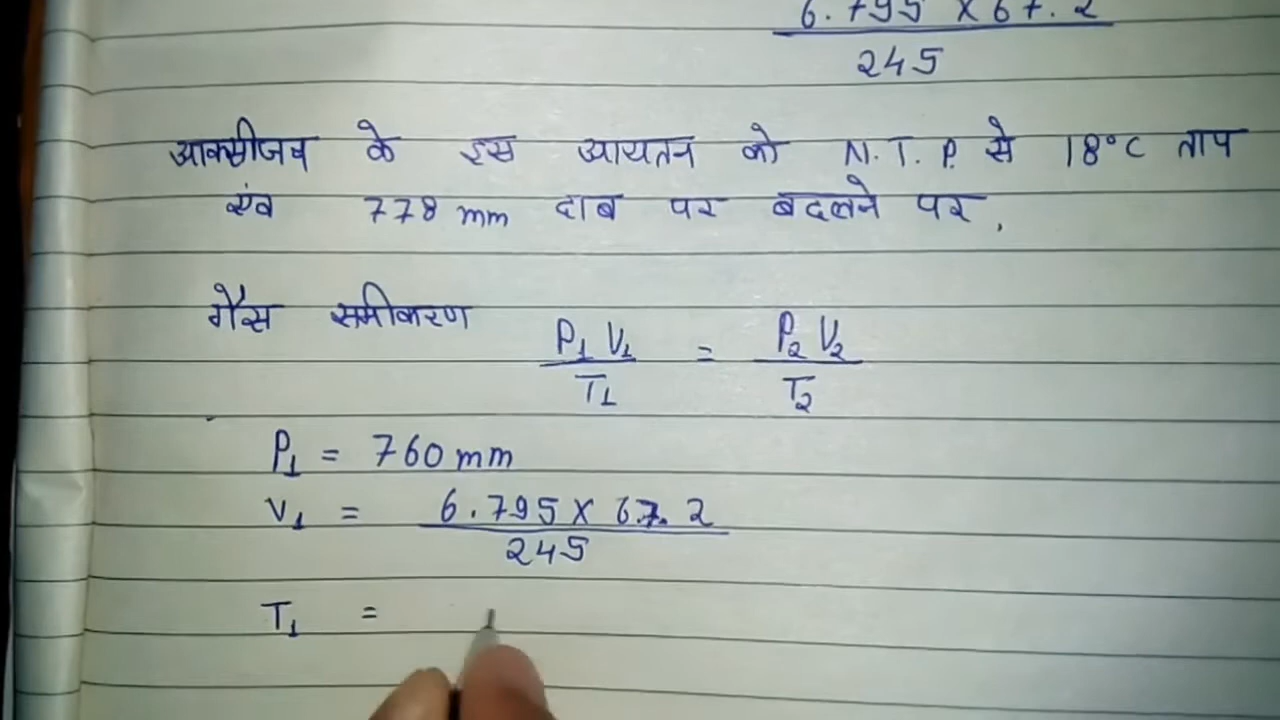 6.795 x 67.2
245
आक्सीजन के इस आयतन को N.T.P. से 18°C ताप
एंव 778 mm दाब पर बदलने पर,
गैस समीकरण P1 V1 / T1 = P2 V2 / T2
P1 = 760 mm
V1 = 6.795 x 67.2
245
T1 =